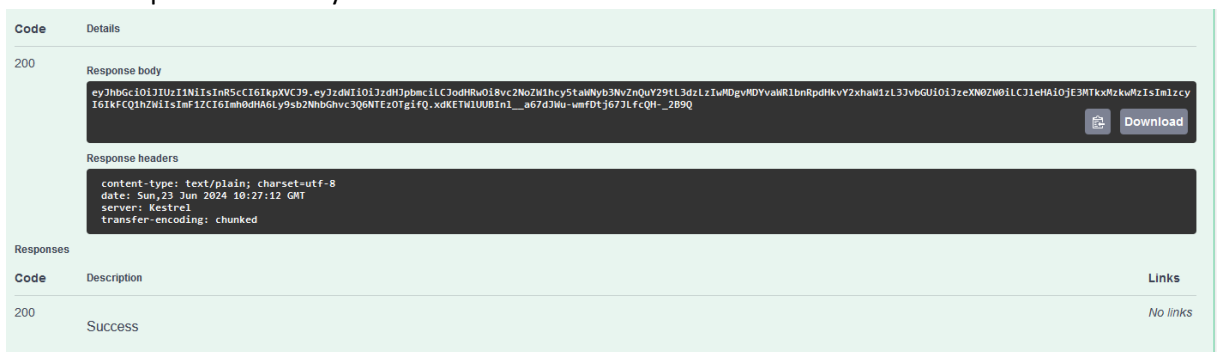 Code Details
200
Response body
eyJhbGciOiJIUzI1NiIsInR5cCI6IkpXVCJ9.eyJzdWIiOiJzdHJpbmciLCJodHRwOi8vc2NoZW1hcy5taWNyb3NvZnQuY29tL3dzLzIwMDgvMDYvaWRlbnRpdHkvY2xhaW1zL3JvbGUiOiJzeXN0ZW0iLCJleHAiOjE3MTkxMzkwMzIsImlzcy
I6IkFCQ1hZWiIsImF1ZCI6Imh0dHA6Ly9sb2NhbGhvc3Q6NTEzOTgifQ.xdKETWlUUBInl__a67dJWu-wmfDtj67JLfcQH-_2B9Q
Download
Response headers
content-type: text/plain; charset=utf-8
date: Sun,23 Jun 2024 10:27:12 GMT
server: Kestrel
transfer-encoding: chunked
Responses
Code Description Links
200 Success No links